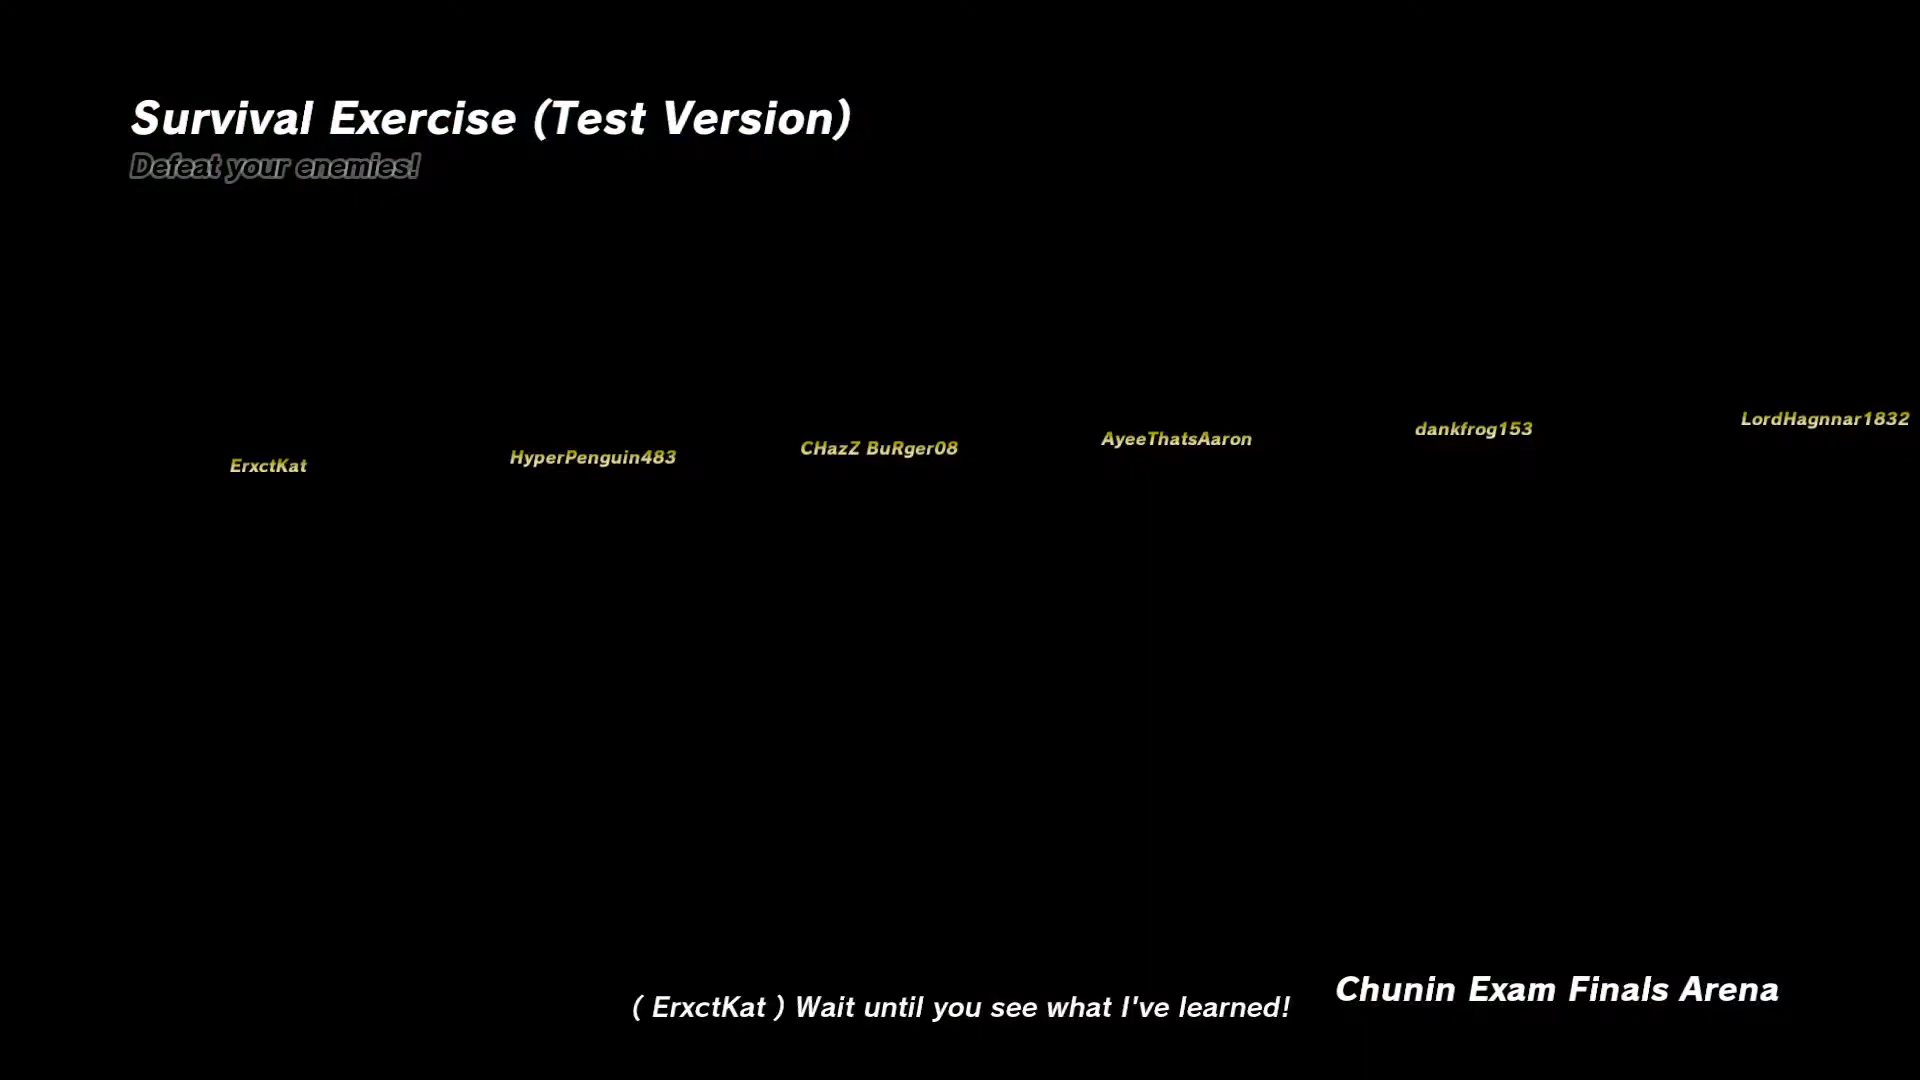 Survival Exercise (Test Version)
Defeat your enemies!
ErxctKat
HyperPenguin483
CHazZ BuRger08
AyeeThatsAaron
dankfrog153
LordHagnnar1832
( ErxctKat ) Wait until you see what I've learned!
Chunin Exam Finals Arena